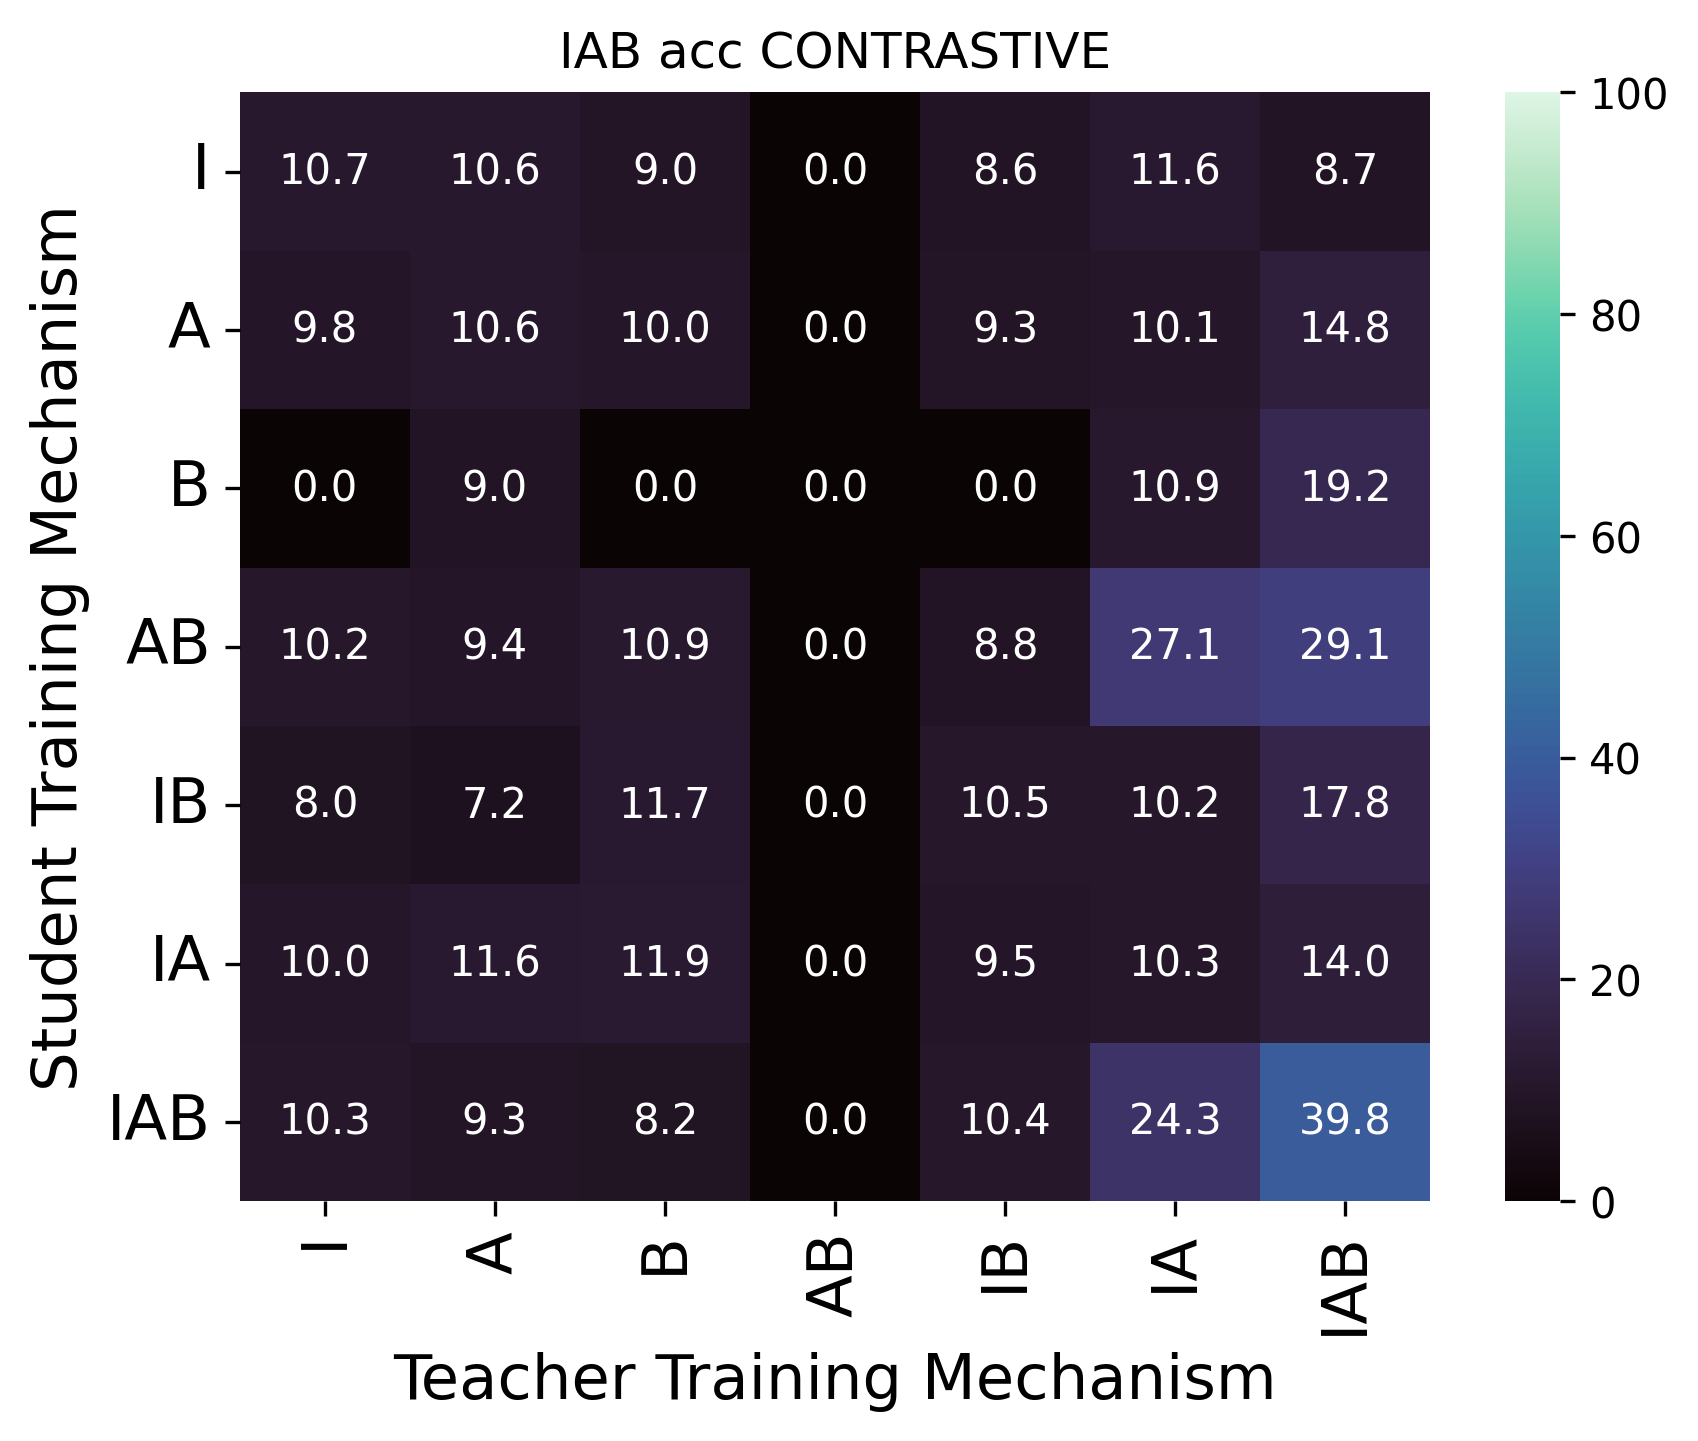 IAB acc CONTRASTIVE
Student Training Mechanism
I 10.7 10.6 9.0 0.0 8.6 11.6 8.7
A 9.8 10.6 10.0 0.0 9.3 10.1 14.8
B 0.0 9.0 0.0 0.0 0.0 10.9 19.2
AB 10.2 9.4 10.9 0.0 8.8 27.1 29.1
IB 8.0 7.2 11.7 0.0 10.5 10.2 17.8
IA 10.0 11.6 11.9 0.0 9.5 10.3 14.0
IAB 10.3 9.3 8.2 0.0 10.4 24.3 39.8
I A B AB IB IA IAB
Teacher Training Mechanism
100
80
60
40
20
0